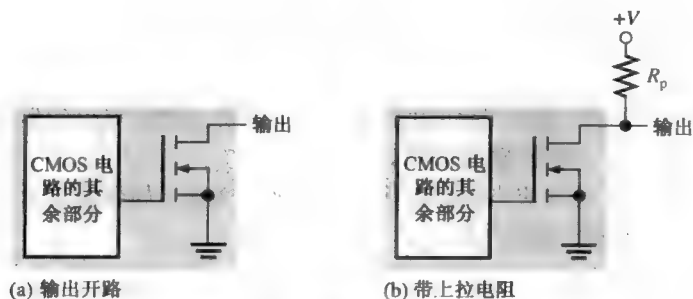 +V
Rp
输出
输出
CMOS 电
路的其
余部分
CMOS 电
路的其
余部分
(a) 输出开路
(b) 带上拉电阻